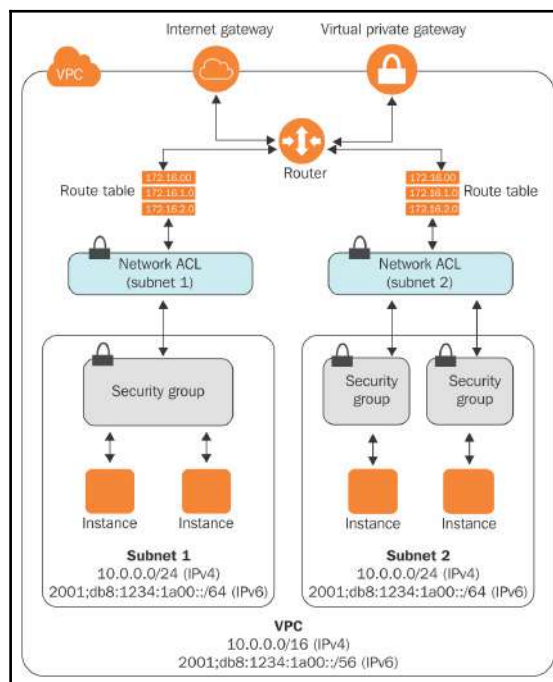 Internet gateway
Virtual private gateway
VPC
Router
Route table
172.16.00
172.16.1.0
172.16.2.0
172.16.00
172.16.1.0
172.16.2.0
Route table
Network ACL
(subnet 1)
Network ACL
(subnet 2)
Security group
Security
group
Security
group
Instance
Instance
Instance
Instance
Subnet 1
10.0.0.0/24 (IPv4)
2001;db8:1234:1a00::/64 (IPv6)
Subnet 2
10.0.0.0/24 (IPv4)
2001;db8:1234:1a00::/64 (IPv6)
VPC
10.0.0.0/16 (IPv4)
2001;db8:1234:1a00::/56 (IPv6)